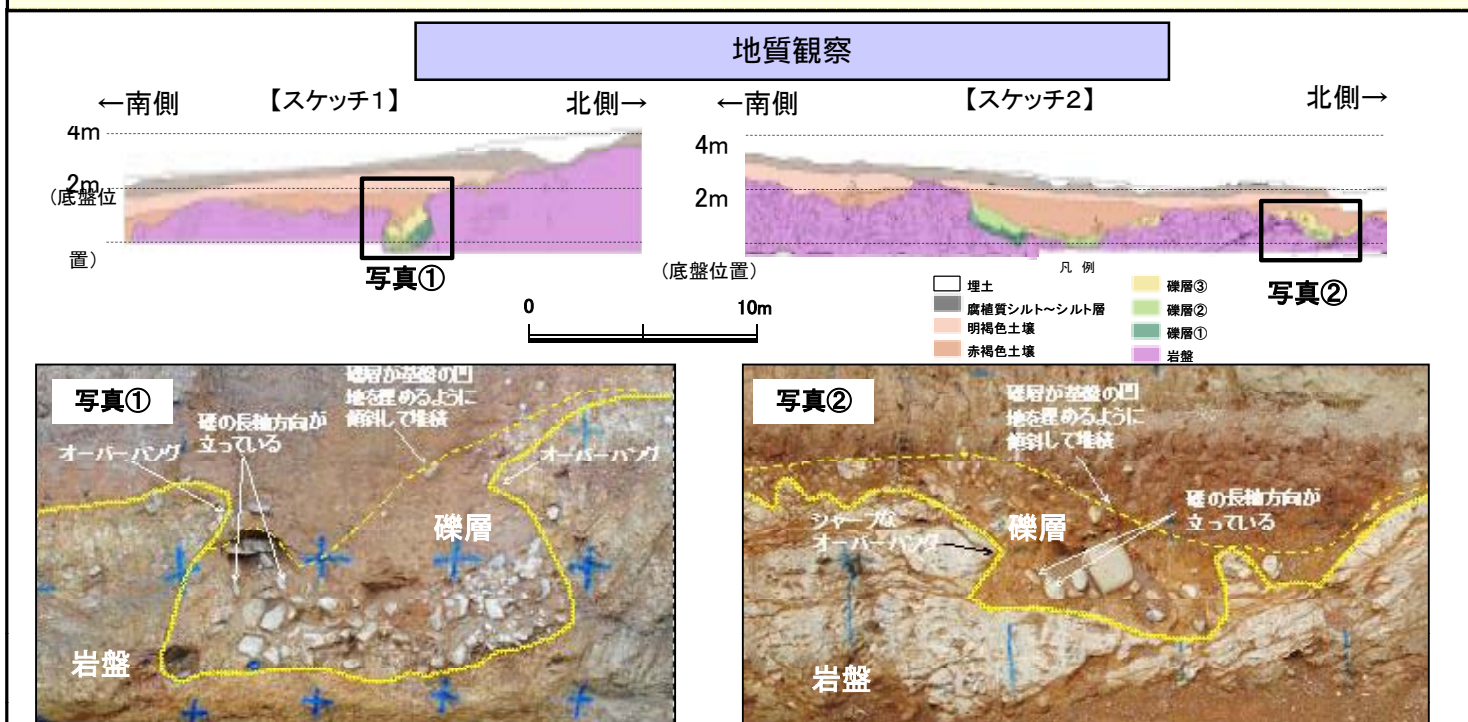 地質観察
←南側
【スケッチ1】
北側→
←南側
【スケッチ2】
北側→
4m
2m
(底盤位
置)
写真①
4m
2m
(底盤位置)
写真②
0
10m
凡 例
埋土
腐植質シルト～シルト層
明褐色土壌
赤褐色土壌
礫層③
礫層②
礫層①
岩盤
写真①
礫層が基盤の凹
地を埋めるように
傾斜して堆積
礫の長軸方向が
立っている
オーバーハング
オーバーハング
礫層
岩盤
写真②
礫層が基盤の凹
地を埋めるように
傾斜して堆積
礫の長軸方向が
立っている
シャープな
オーバーハング
礫層
岩盤